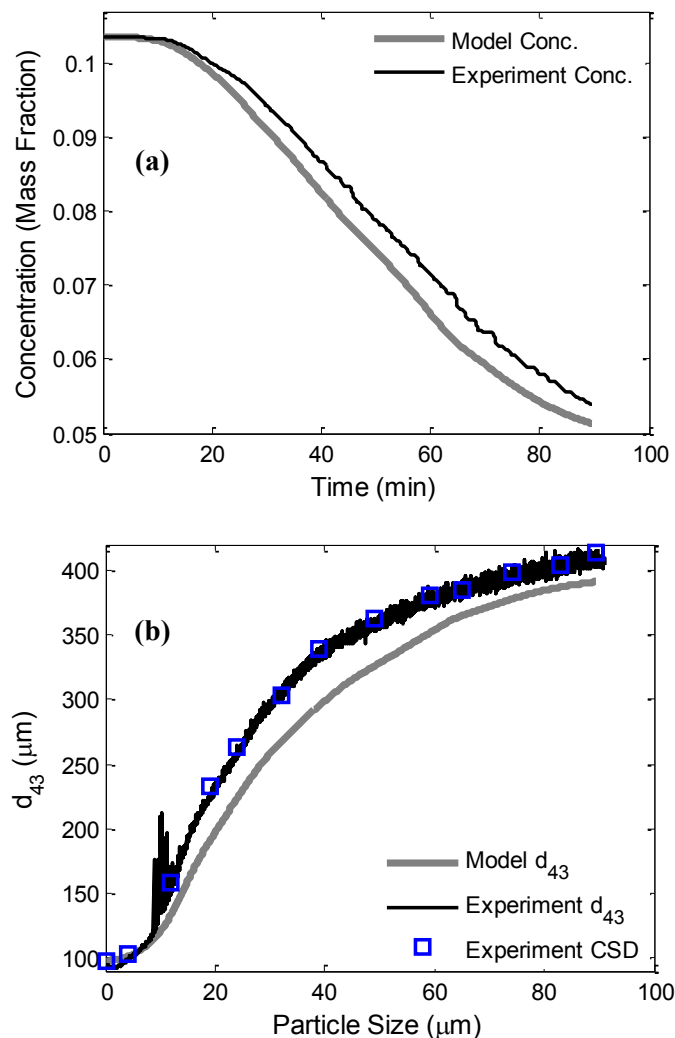 Model Conc.
Experiment Conc.
(a)
0.1
0.09
0.08
0.07
0.06
0.05
0 20 40 60 80 100
Concentration (Mass Fraction)
Time (min)
(b)
400
350
300
250
200
150
100
0 20 40 60 80 100
d43 (μm)
Model d43
Experiment d43
Experiment CSD
Particle Size (μm)